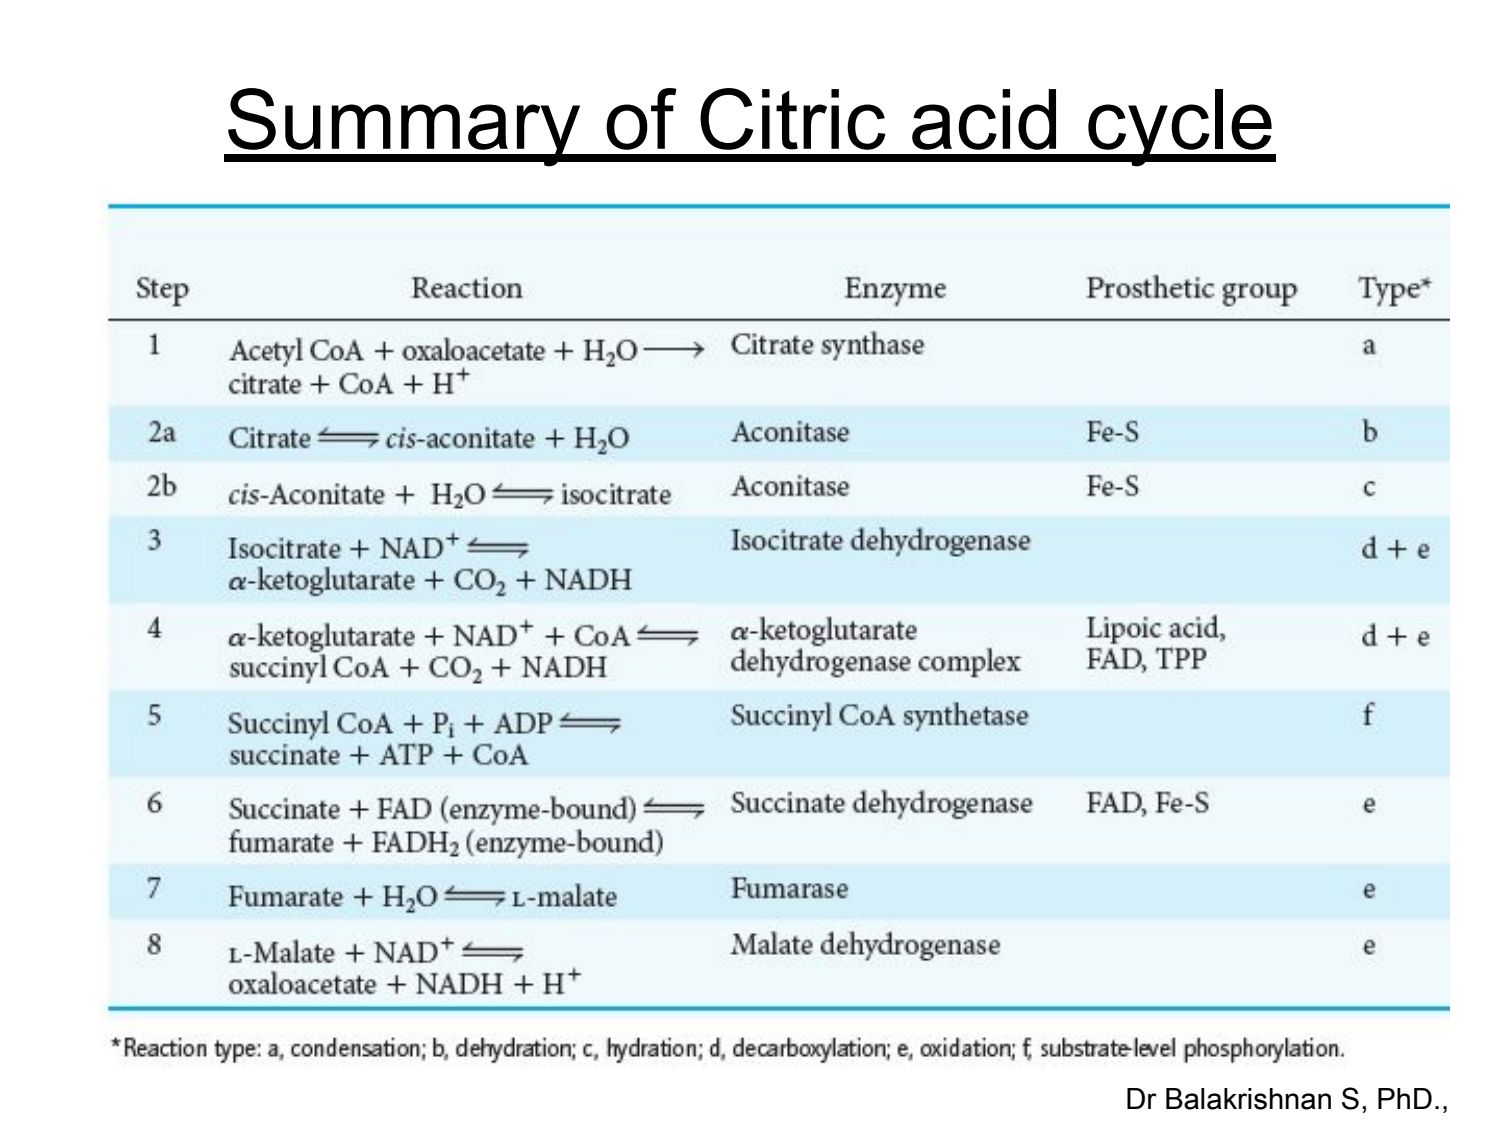 Summary of Citric acid cycle
Step Reaction Enzyme Prosthetic group Type*
1 Acetyl CoA + oxaloacetate + H₂O ⟶ Citrate synthase a
citrate + CoA + H⁺
2a Citrate ⇌ cis-aconitate + H₂O Aconitase Fe-S b
2b cis-Aconitate + H₂O ⇌ isocitrate Aconitase Fe-S c
3 Isocitrate + NAD⁺ ⇌ Isocitrate dehydrogenase d + e
α-ketoglutarate + CO₂ + NADH
4 α-ketoglutarate + NAD⁺ + CoA ⇌ α-ketoglutarate Lipoic acid, d + e
succinyl CoA + CO₂ + NADH dehydrogenase complex FAD, TPP
5 Succinyl CoA + Pᵢ + ADP ⇌ Succinyl CoA synthetase f
succinate + ATP + CoA
6 Succinate + FAD (enzyme-bound) ⇌ Succinate dehydrogenase FAD, Fe-S e
fumarate + FADH₂ (enzyme-bound)
7 Fumarate + H₂O ⇌ L-malate Fumarase e
8 L-Malate + NAD⁺ ⇌ Malate dehydrogenase e
oxaloacetate + NADH + H⁺
*Reaction type: a, condensation; b, dehydration; c, hydration; d, decarboxylation; e, oxidation; f, substrate-level phosphorylation.
Dr Balakrishnan S, PhD.,